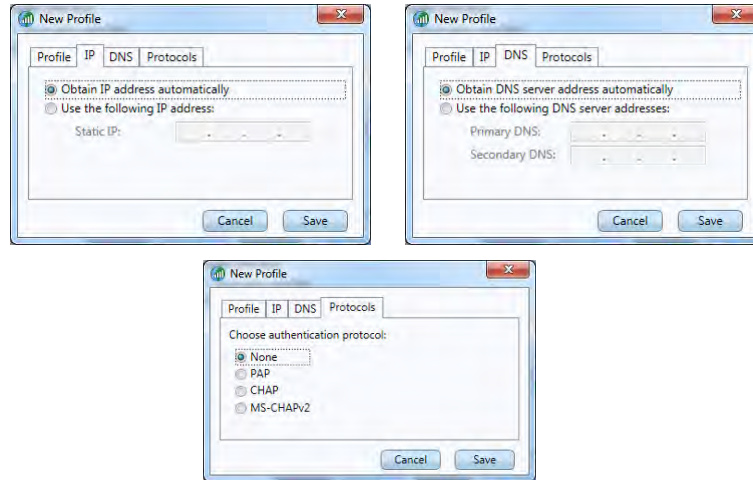 New Profile
Profile IP DNS Protocols
Obtain IP address automatically
Use the following IP address:
Static IP:
Cancel Save
New Profile
Profile IP DNS Protocols
Obtain DNS server address automatically
Use the following DNS server addresses:
Primary DNS:
Secondary DNS:
Cancel Save
New Profile
Profile IP DNS Protocols
Choose authentication protocol:
None
PAP
CHAP
MS-CHAPv2
Cancel Save